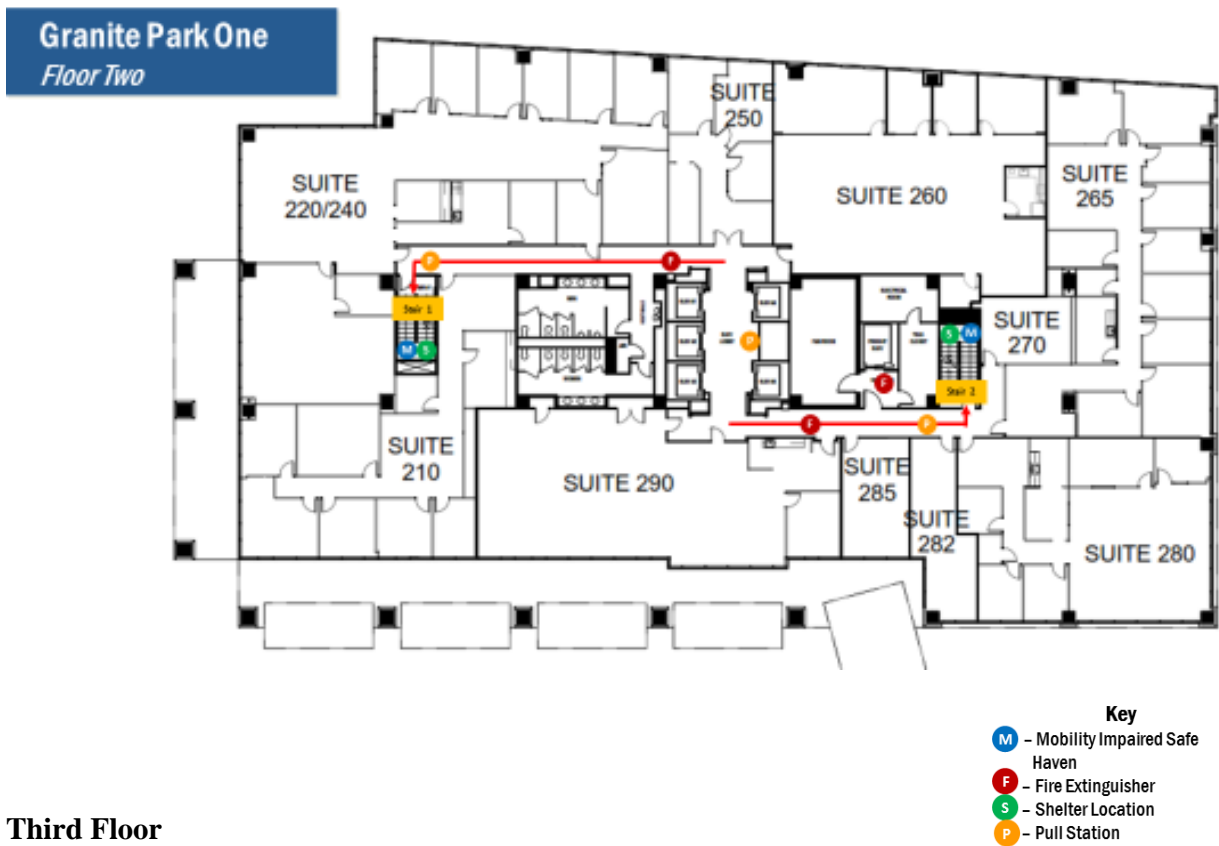 Granite Park One
Floor Two
SUITE
250
SUITE
220/240
SUITE 260
SUITE
265
P
F
Stair 1
M
S
P
ELECTRICAL
ROOM
S
M
SUITE
270
F
Stair 2
F
P
SUITE
210
SUITE 290
SUITE
285
SUITE
282
SUITE 280
Key
M – Mobility Impaired Safe
Haven
F – Fire Extinguisher
S – Shelter Location
P – Pull Station
Third Floor